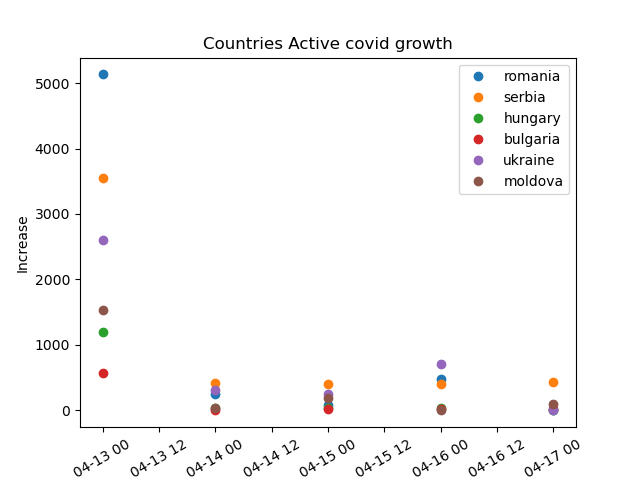 Countries Active covid growth
romania
serbia
hungary
bulgaria
ukraine
moldova
Increase
5000
4000
3000
2000
1000
0
04-13 00
04-13 12
04-14 00
04-14 12
04-15 00
04-15 12
04-16 00
04-16 12
04-17 00